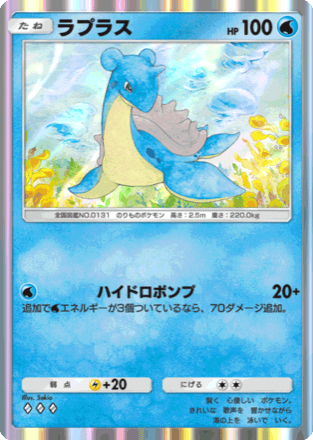 たね ラプラス HP 100
全国図鑑NO.0131 のりものポケモン 高さ：2.5m 重さ：220.0kg
ハイドロポンプ 20+
追加で水エネルギーが3個ついているなら、70ダメージ追加。
弱点 +20 にげる
Illus. Sekio
賢く 心優しい ポケモン。
きれいな 歌声を 響かせながら
海の上を 泳いで いく。